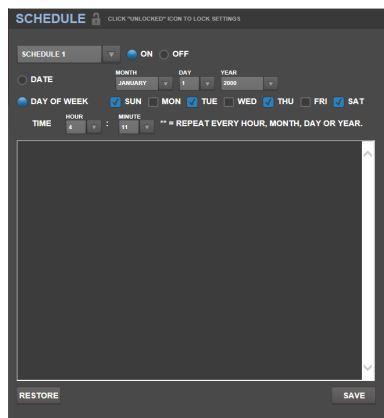 SCHEDULE CLICK "UNLOCKED" ICON TO LOCK SETTINGS
SCHEDULE 1 ON OFF
MONTH DAY YEAR
DATE JANUARY 1 2000
DAY OF WEEK SUN MON TUE WED THU FRI SAT
HOUR MINUTE
TIME 4 : 11 ** = REPEAT EVERY HOUR, MONTH, DAY OR YEAR.
RESTORE SAVE